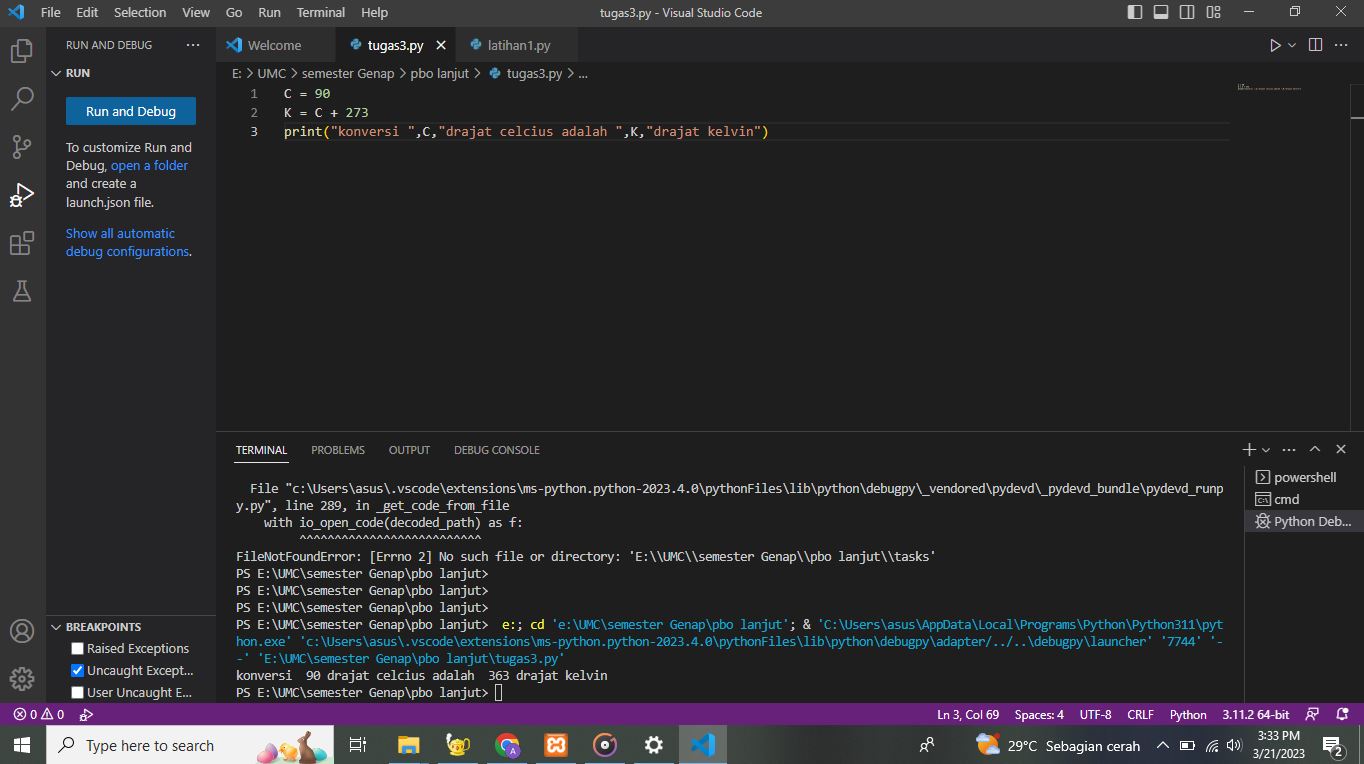 File Edit Selection View Go Run Terminal Help
tugas3.py - Visual Studio Code
RUN AND DEBUG ...
RUN
Run and Debug
To customize Run and
Debug, open a folder
and create a
launch.json file.
Show all automatic
debug configurations.
BREAKPOINTS
Raised Exceptions
Uncaught Except...
User Uncaught E...
Welcome
tugas3.py
latihan1.py
E: > UMC > semester Genap > pbo lanjut > tugas3.py > ...
1 C = 90
2 K = C + 273
3 print("konversi ",C,"drajat celcius adalah ",K,"drajat kelvin")
TERMINAL PROBLEMS OUTPUT DEBUG CONSOLE
File "c:\Users\asus\.vscode\extensions\ms-python.python-2023.4.0\pythonFiles\lib\python\debugpy\_vendored\pydevd\_pydevd_bundle\pydevd_runp
y.py", line 289, in _get_code_from_file
with io_open_code(decoded_path) as f:
^^^^^^^^^^^^^^^^^^^^^^^^^^
FileNotFoundError: [Errno 2] No such file or directory: 'E:\\UMC\\semester Genap\\pbo lanjut\\tasks'
PS E:\UMC\semester Genap\pbo lanjut>
PS E:\UMC\semester Genap\pbo lanjut>
PS E:\UMC\semester Genap\pbo lanjut>
PS E:\UMC\semester Genap\pbo lanjut>  e:; cd 'e:\UMC\semester Genap\pbo lanjut'; & 'C:\Users\asus\AppData\Local\Programs\Python\Python311\pyt
hon.exe' 'c:\Users\asus\.vscode\extensions\ms-python.python-2023.4.0\pythonFiles\lib\python\debugpy\adapter/../..\debugpy\launcher' '7744' '-
-' 'E:\UMC\semester Genap\pbo lanjut\tugas3.py'
konversi  90 drajat celcius adalah  363 drajat kelvin
PS E:\UMC\semester Genap\pbo lanjut>
powershell
cmd
Python Deb...
0 0
Ln 3, Col 69 Spaces: 4 UTF-8 CRLF Python 3.11.2 64-bit
Type here to search
29°C Sebagian cerah
3:33 PM
3/21/2023
2